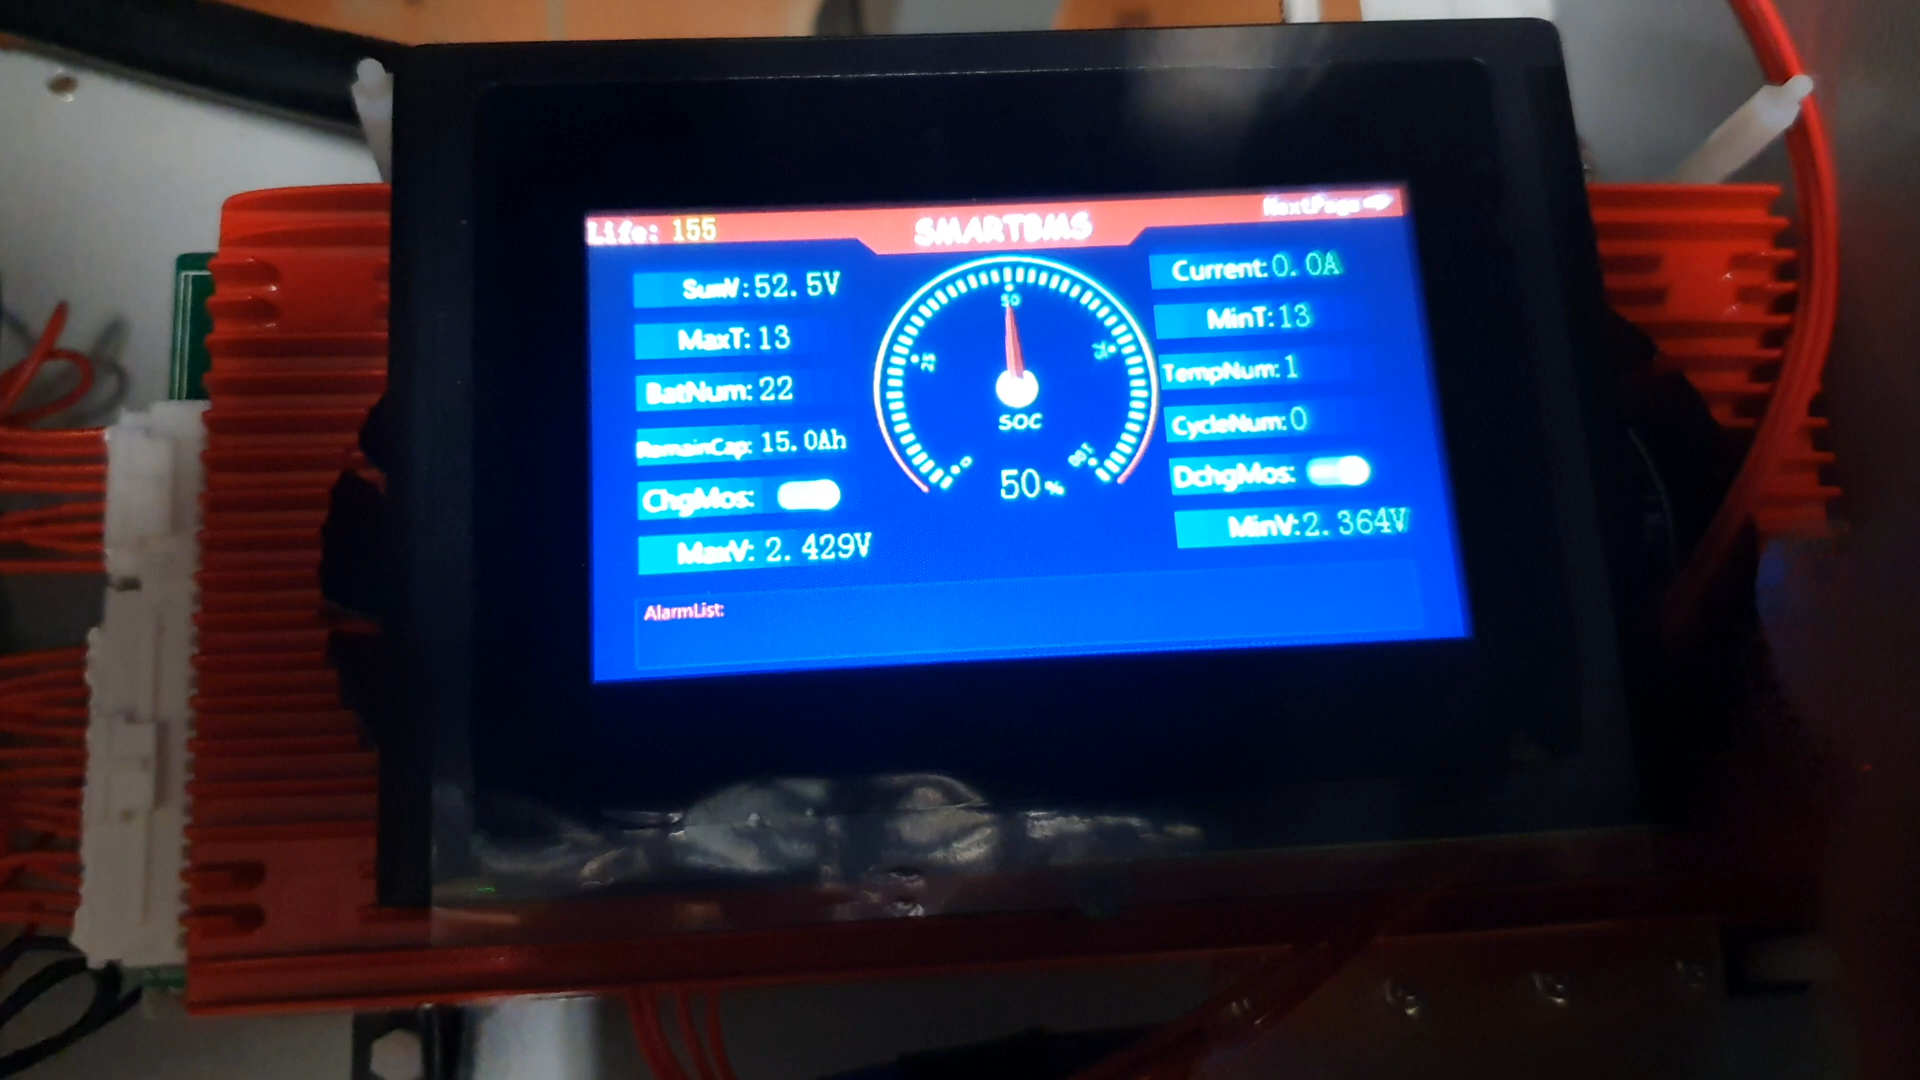 Life: 155
SMARTBMS
NextPage
SumV: 52.5V
Current: 0.0A
MaxT: 13
MinT: 13
BatNum: 22
TempNum: 1
RemainCap: 15.0Ah
CycleNum: 0
ChgMos:
DchgMos:
MaxV: 2.429V
MinV: 2.364V
0
25
50
75
100
SOC
50%
AlarmList: